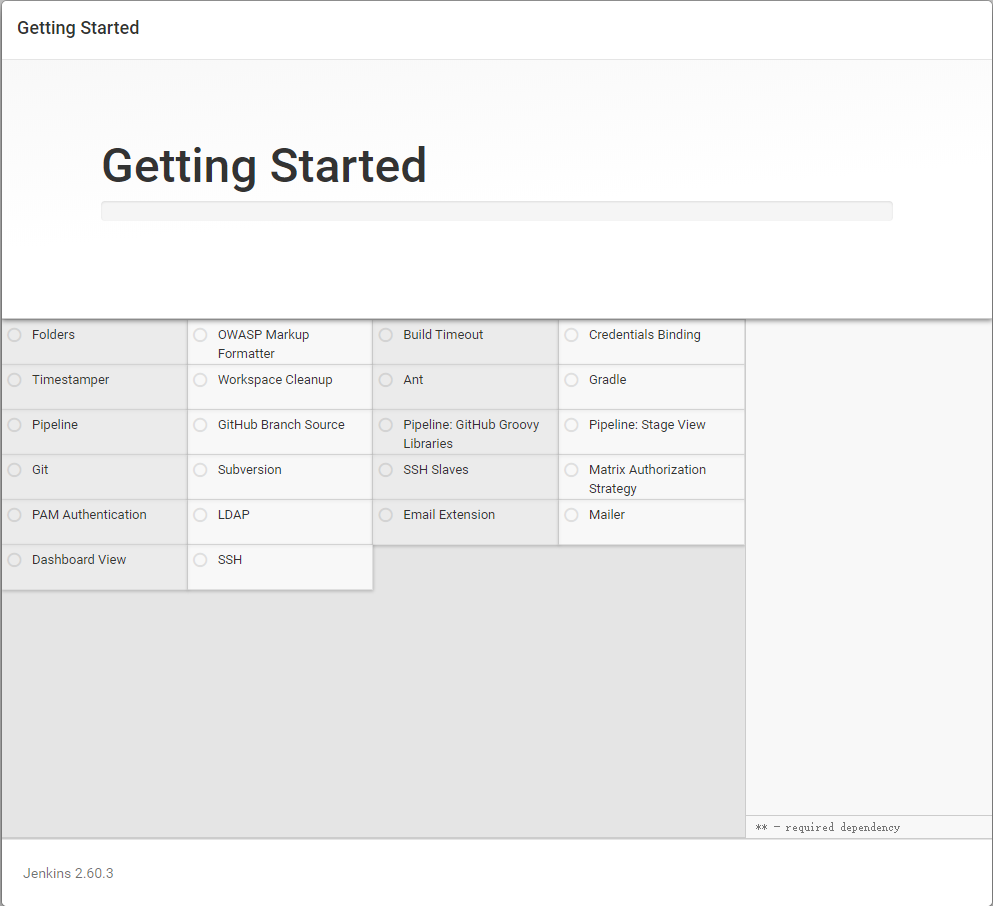 Getting Started
Getting Started
Folders
OWASP Markup
Formatter
Build Timeout
Credentials Binding
Timestamper
Workspace Cleanup
Ant
Gradle
Pipeline
GitHub Branch Source
Pipeline: GitHub Groovy
Libraries
Pipeline: Stage View
Git
Subversion
SSH Slaves
Matrix Authorization
Strategy
PAM Authentication
LDAP
Email Extension
Mailer
Dashboard View
SSH
** - required dependency
Jenkins 2.60.3